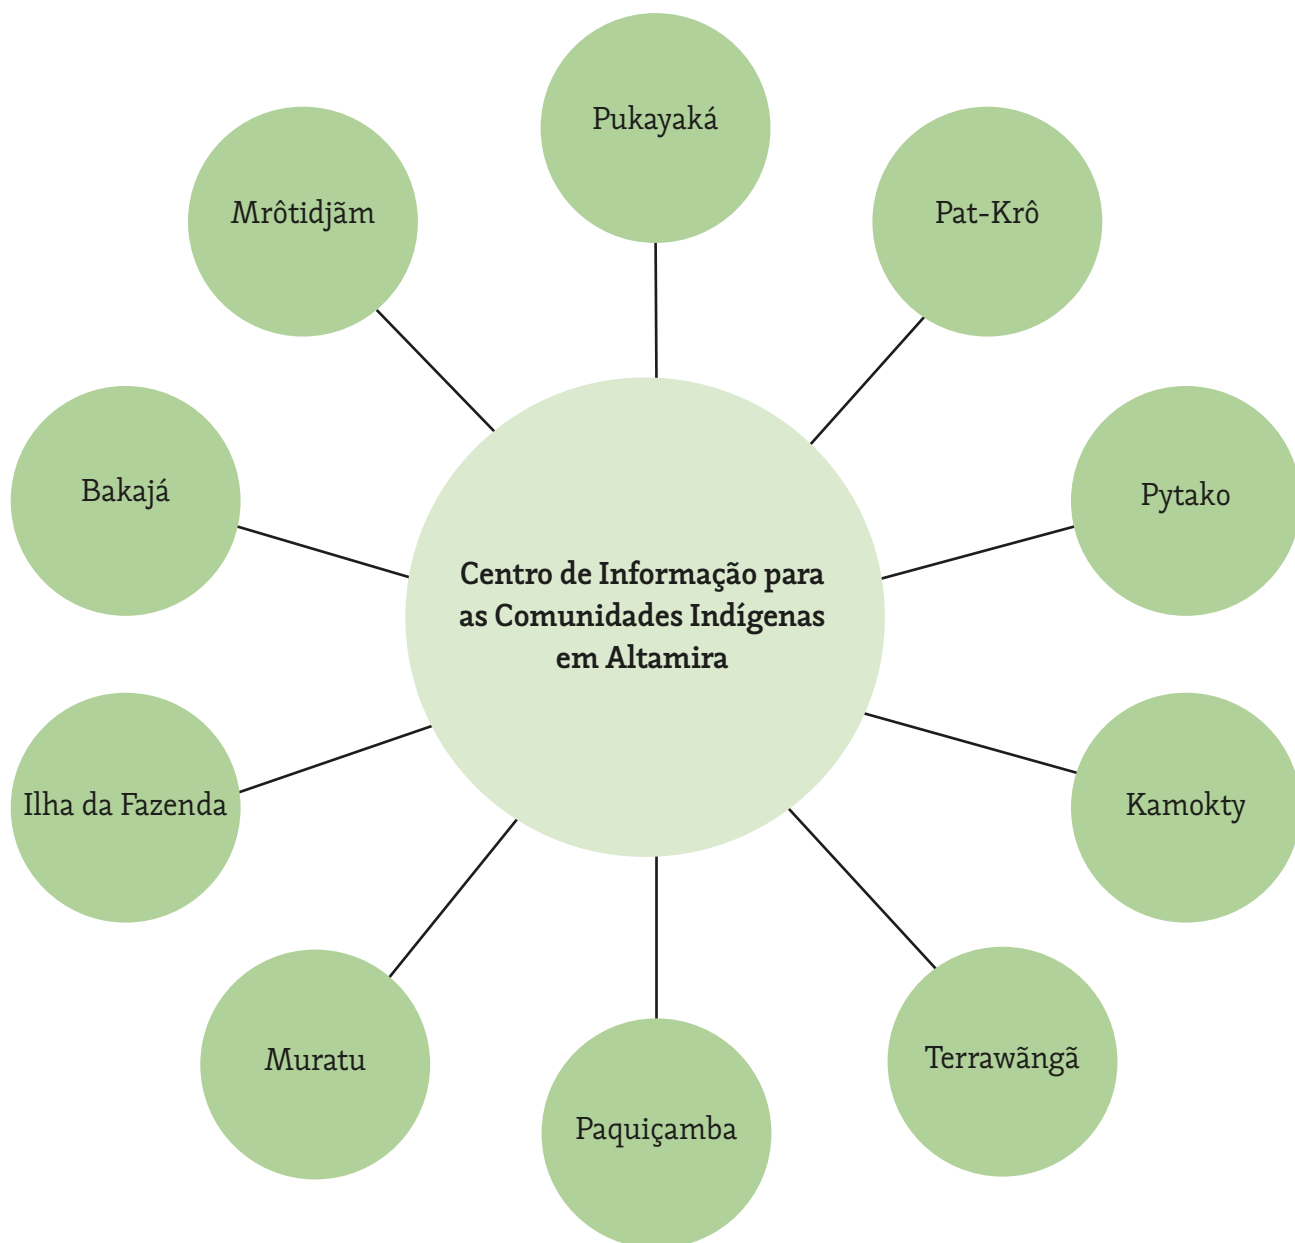 Pukayaká
Mrôtidjãm
Pat-Krô
Bakajá
Pytako
Centro de Informação para
as Comunidades Indígenas
em Altamira
Ilha da Fazenda
Kamokty
Muratu
Terrawãngã
Paquiçamba